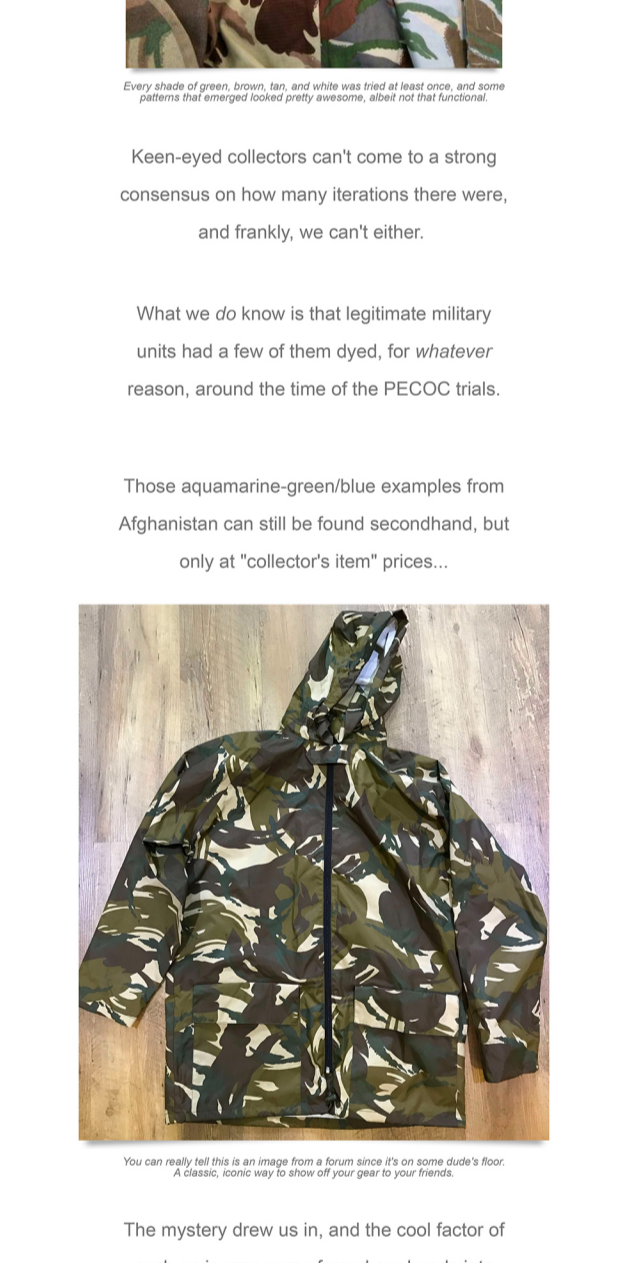 Every shade of green, brown, tan, and white was tried at least once, and some
patterns that emerged looked pretty awesome, albeit not that functional.
Keen-eyed collectors can't come to a strong
consensus on how many iterations there were,
and frankly, we can't either.
What we do know is that legitimate military
units had a few of them dyed, for whatever
reason, around the time of the PECOC trials.
Those aquamarine-green/blue examples from
Afghanistan can still be found secondhand, but
only at "collector's item" prices...
You can really tell this is an image from a forum since it's on some dude's floor.
A classic, iconic way to show off your gear to your friends.
The mystery drew us in, and the cool factor of